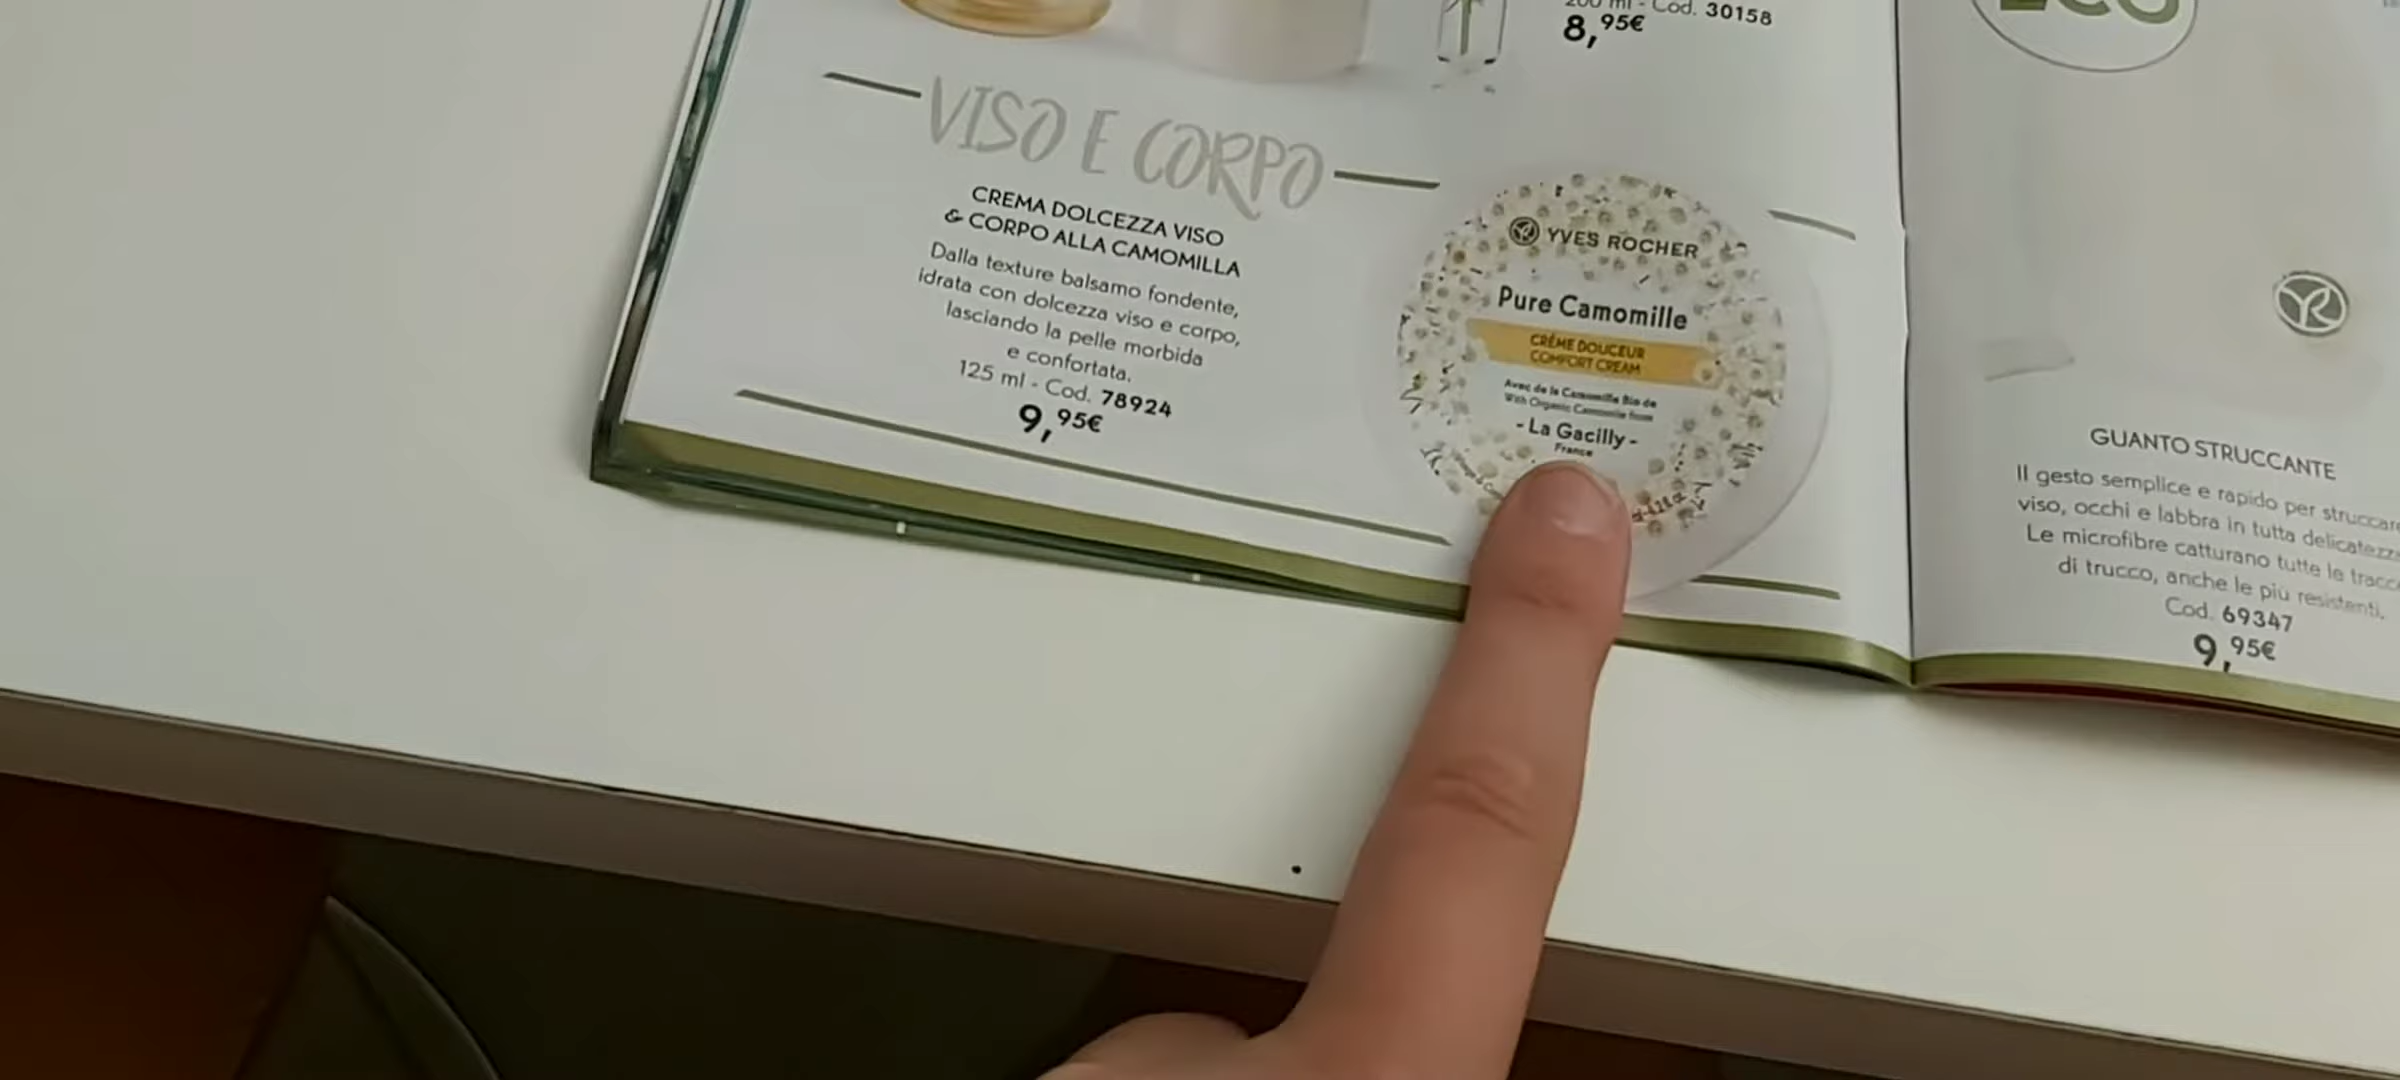 Cod. 30158
8,95€
VISO E CORPO
CREMA DOLCEZZA VISO
& CORPO ALLA CAMOMILLA
Dalla texture balsamo fondente,
idrata con dolcezza viso e corpo,
lasciando la pelle morbida
e confortata.
125 ml - Cod. 78924
9,95€
YVES ROCHER
Pure Camomille
CRÈME DOUCEUR
COMFORT CREAM
Avec de la Camomille Bio de
With Organic Camomile from
- La Gacilly -
France
GUANTO STRUCCANTE
Il gesto semplice e rapido per struccare
viso, occhi e labbra in tutta delicatezza
Le microfibre catturano tutte le tracce
di trucco, anche le più resistenti.
Cod. 69347
9,95€